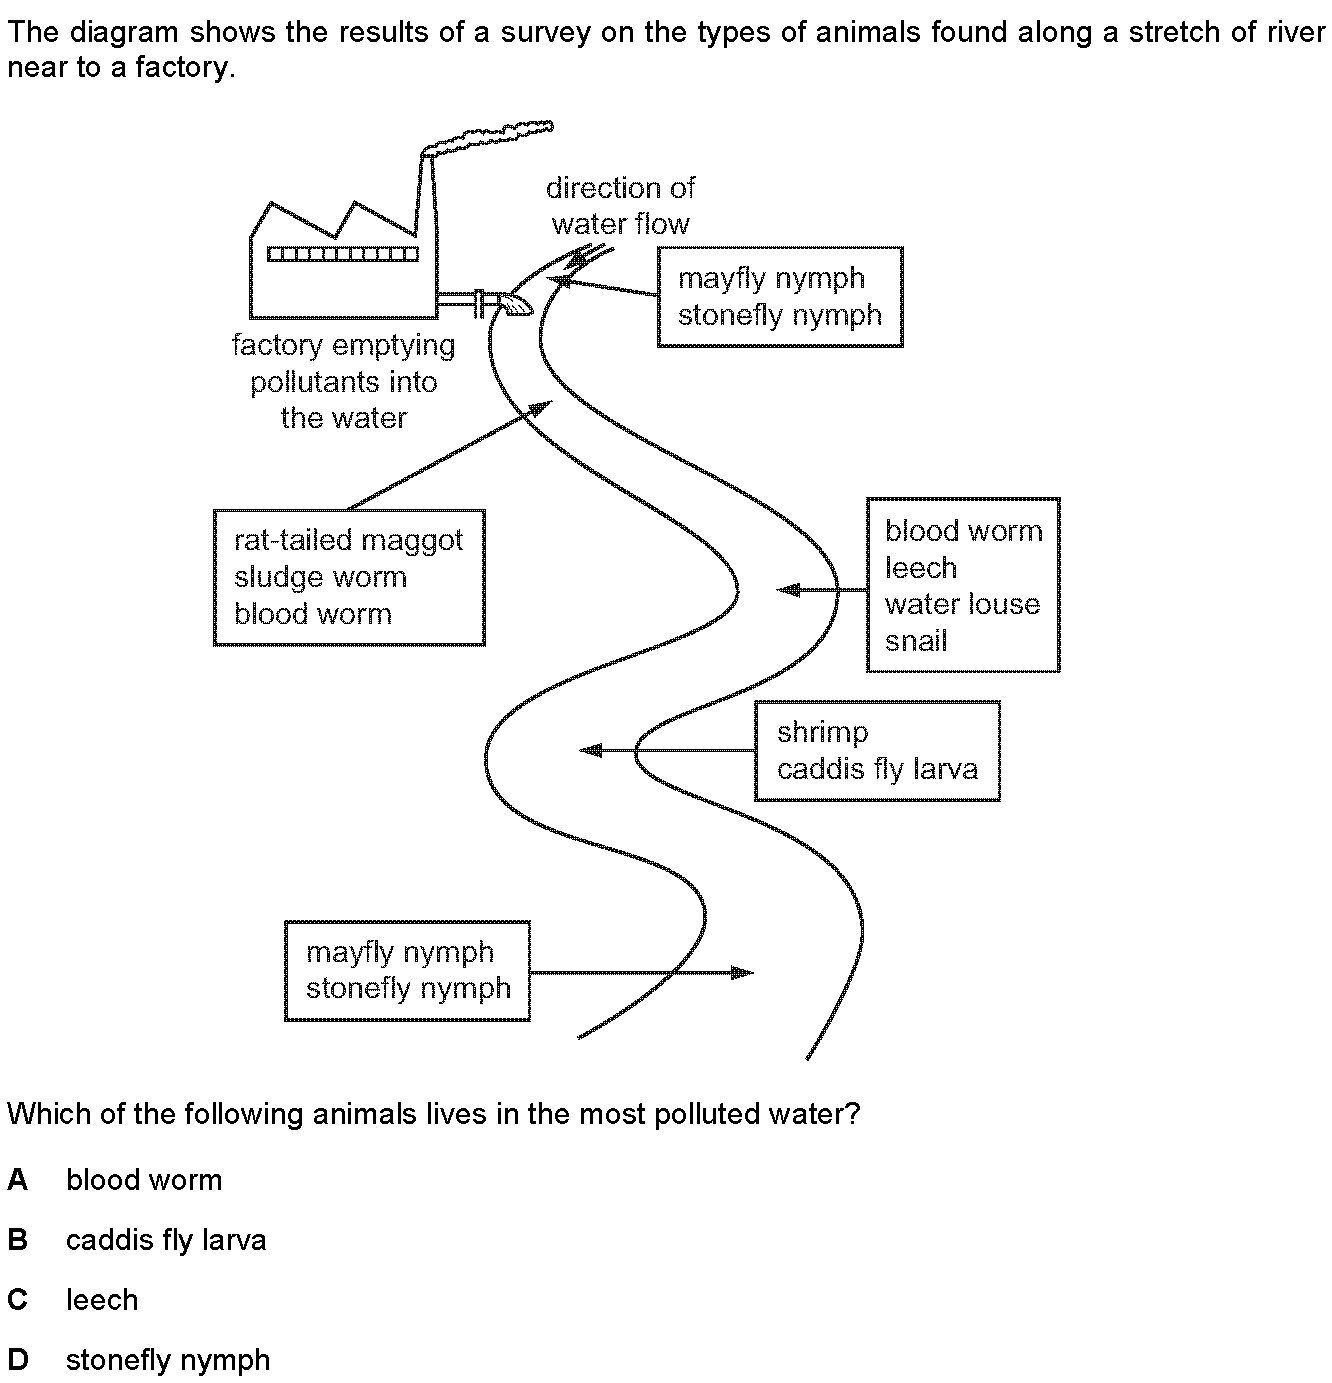 The diagram shows the results of a survey on the types of animals found along a stretch of river
near to a factory.
direction of
water flow
mayfly nymph
stonefly nymph
factory emptying
pollutants into
the water
rat-tailed maggot
sludge worm
blood worm
blood worm
leech
water louse
snail
shrimp
caddis fly larva
mayfly nymph
stonefly nymph
Which of the following animals lives in the most polluted water?
A blood worm
B caddis fly larva
C leech
D stonefly nymph